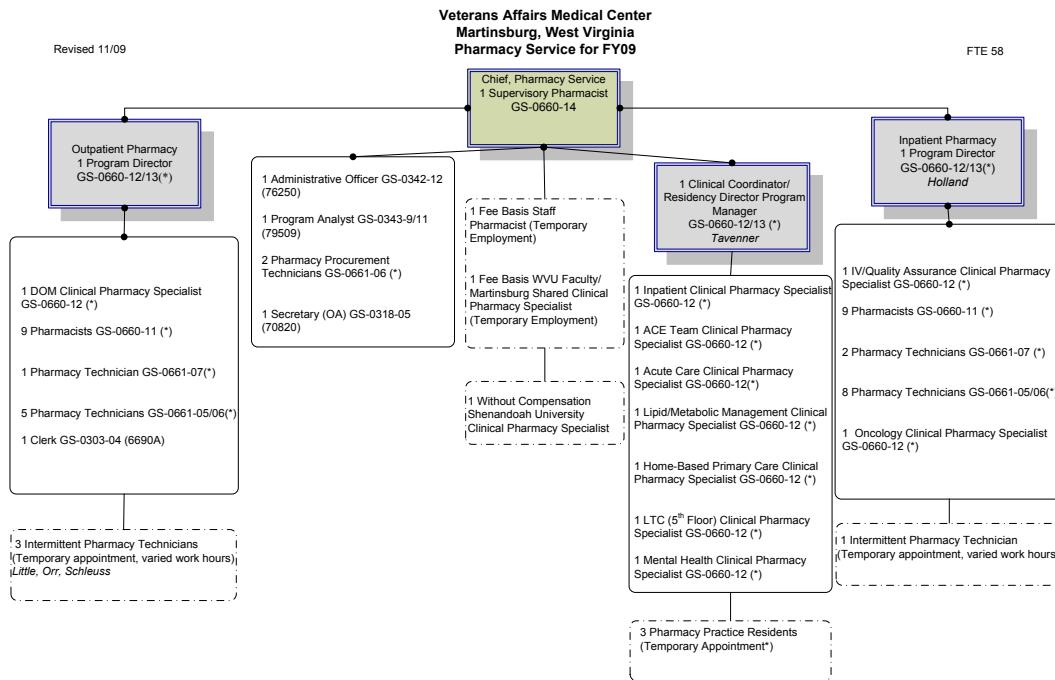 Veterans Affairs Medical Center
Martinsburg, West Virginia
Pharmacy Service for FY09
Revised 11/09
FTE 58
Chief, Pharmacy Service
1 Supervisory Pharmacist
GS-0660-14
Outpatient Pharmacy
1 Program Director
GS-0660-12/13(*)
1 DOM Clinical Pharmacy Specialist
GS-0660-12 (*)
9 Pharmacists GS-0660-11 (*)
1 Pharmacy Technician GS-0661-07(*)
5 Pharmacy Technicians GS-0661-05/06(*)
1 Clerk GS-0303-04 (6690A)
3 Intermittent Pharmacy Technicians
(Temporary appointment, varied work hours)
Little, Orr, Schleuss
1 Administrative Officer GS-0342-12
(76250)
1 Program Analyst GS-0343-9/11
(79509)
2 Pharmacy Procurement
Technicians GS-0661-06 (*)
1 Secretary (OA) GS-0318-05
(70820)
1 Fee Basis Staff
Pharmacist (Temporary
Employment)
1 Fee Basis WVU Faculty/
Martinsburg Shared Clinical
Pharmacy Specialist
(Temporary Employment)
1 Without Compensation
Shenandoah University
Clinical Pharmacy Specialist
1 Clinical Coordinator/
Residency Director Program
Manager
GS-0660-12/13 (*)
Tavenner
1 Inpatient Clinical Pharmacy Specialist
GS-0660-12 (*)
1 ACE Team Clinical Pharmacy
Specialist GS-0660-12 (*)
1 Acute Care Clinical Pharmacy
Specialist GS-0660-12(*)
1 Lipid/Metabolic Management Clinical
Pharmacy Specialist GS-0660-12 (*)
1 Home-Based Primary Care Clinical
Pharmacy Specialist GS-0660-12 (*)
1 LTC (5th Floor) Clinical Pharmacy
Specialist GS-0660-12 (*)
1 Mental Health Clinical Pharmacy
Specialist GS-0660-12 (*)
3 Pharmacy Practice Residents
(Temporary Appointment*)
Inpatient Pharmacy
1 Program Director
GS-0660-12/13(*)
Holland
1 IV/Quality Assurance Clinical Pharmacy
Specialist GS-0660-12 (*)
9 Pharmacists GS-0660-11 (*)
2 Pharmacy Technicians GS-0661-07 (*)
8 Pharmacy Technicians GS-0661-05/06(*)
1 Oncology Clinical Pharmacy Specialist
GS-0660-12 (*)
1 Intermittent Pharmacy Technician
(Temporary appointment, varied work hours